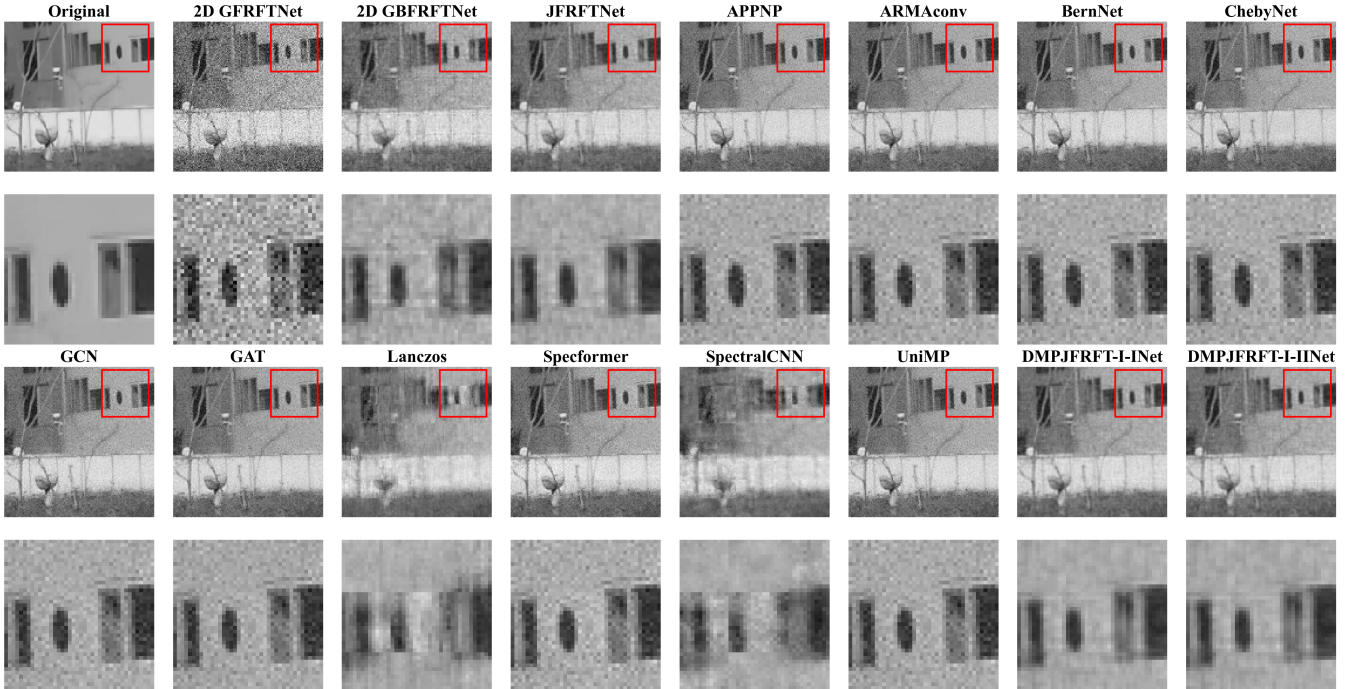 Original 2D GFRFTNet 2D GBFRFTNet JFRFTNet APPNP ARMAconv BernNet ChebyNet
GCN GAT Lanczos Specformer SpectralCNN UniMP DMPJFRFT-I-INet DMPJFRFT-I-IINet